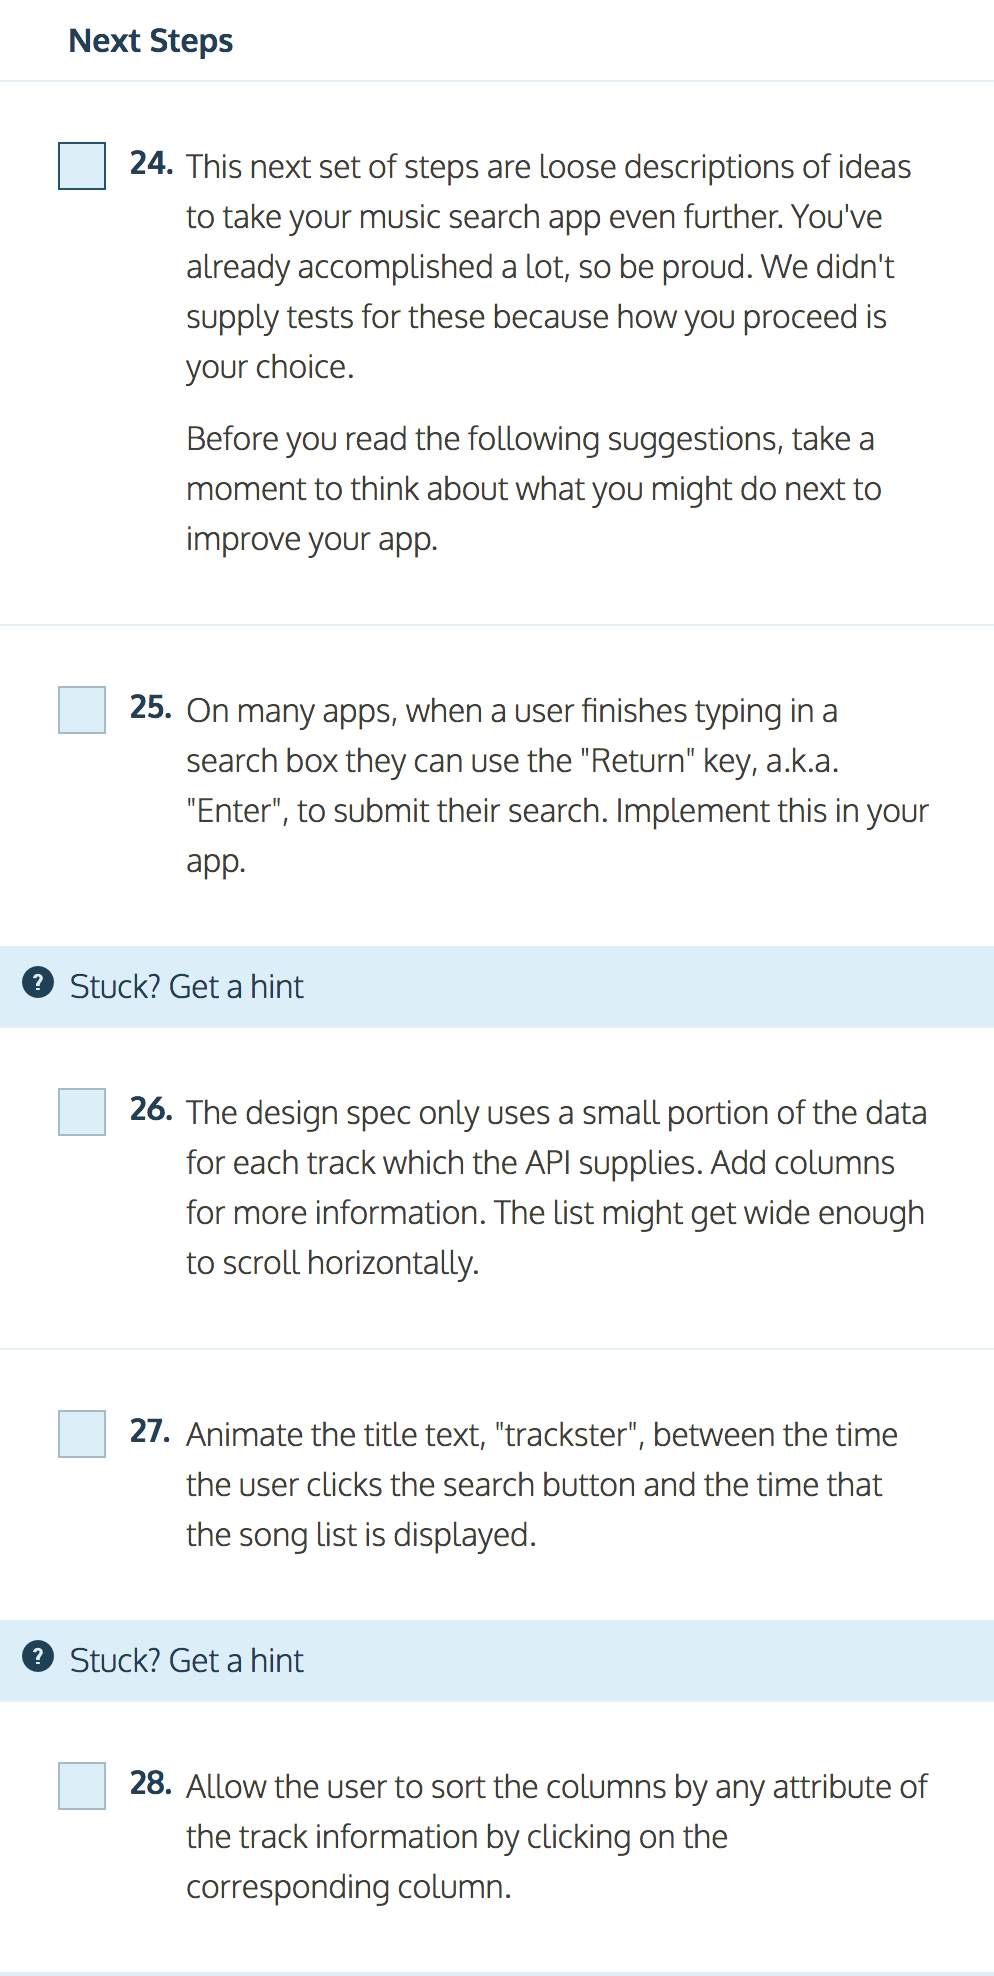 Next Steps
24. This next set of steps are loose descriptions of ideas
to take your music search app even further. You've
already accomplished a lot, so be proud. We didn't
supply tests for these because how you proceed is
your choice.
Before you read the following suggestions, take a
moment to think about what you might do next to
improve your app.
25. On many apps, when a user finishes typing in a
search box they can use the "Return" key, a.k.a.
"Enter", to submit their search. Implement this in your
app.
? Stuck? Get a hint
26. The design spec only uses a small portion of the data
for each track which the API supplies. Add columns
for more information. The list might get wide enough
to scroll horizontally.
27. Animate the title text, "trackster", between the time
the user clicks the search button and the time that
the song list is displayed.
? Stuck? Get a hint
28. Allow the user to sort the columns by any attribute of
the track information by clicking on the
corresponding column.